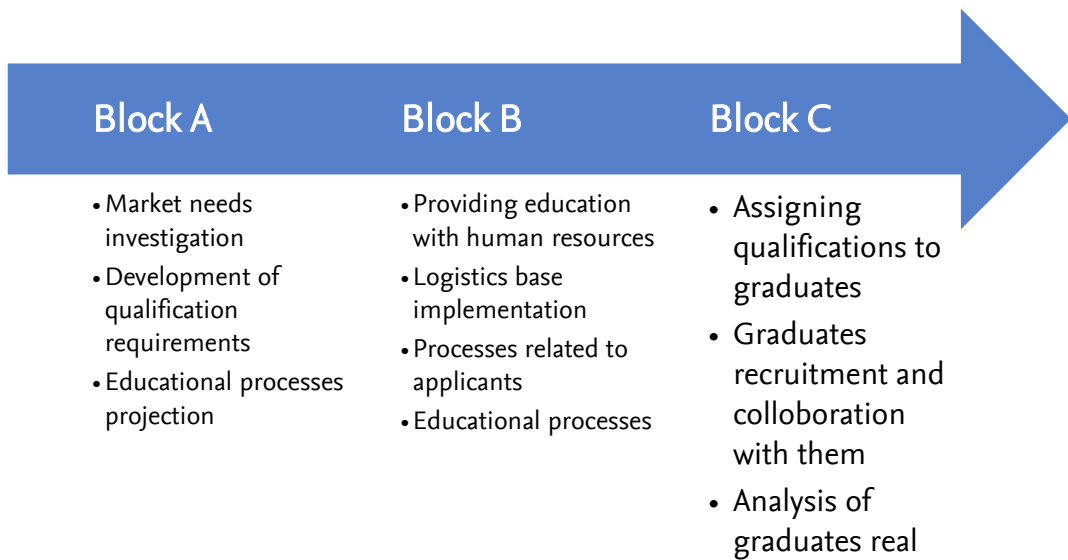 Block A
• Market needs
investigation
• Development of
qualification
requirements
• Educational processes
projection
Block B
• Providing education
with human resources
• Logistics base
implementation
• Processes related to
applicants
• Educational processes
Block C
• Assigning
qualifications to
graduates
• Graduates
recruitment and
colloboration
with them
• Analysis of
graduates real